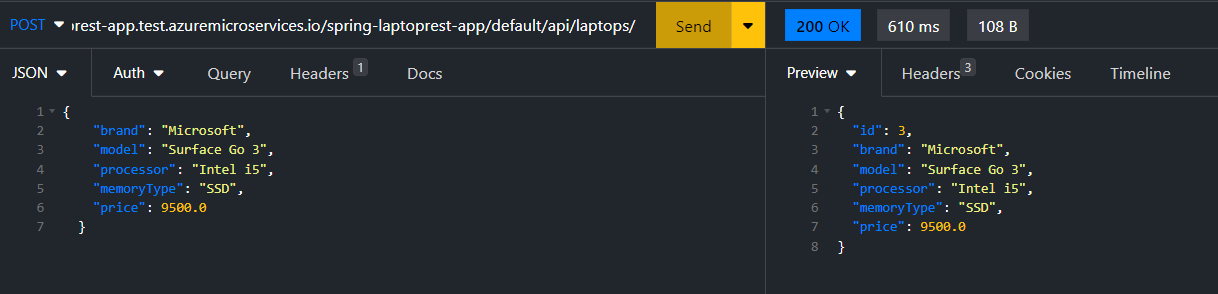 POST ▼ prest-app.test.azuremicroservices.io/spring-laptoprest-app/default/api/laptops/ Send ▼ 200 OK 610 ms 108 B
JSON ▼ Auth ▼ Query Headers 1 Docs
Preview ▼ Headers 3 Cookies Timeline
1 ▼ {
2 "brand": "Microsoft",
3 "model": "Surface Go 3",
4 "processor": "Intel i5",
5 "memoryType": "SSD",
6 "price": 9500.0
7 }
1 ▼ {
2 "id": 3,
3 "brand": "Microsoft",
4 "model": "Surface Go 3",
5 "processor": "Intel i5",
6 "memoryType": "SSD",
7 "price": 9500.0
8 }